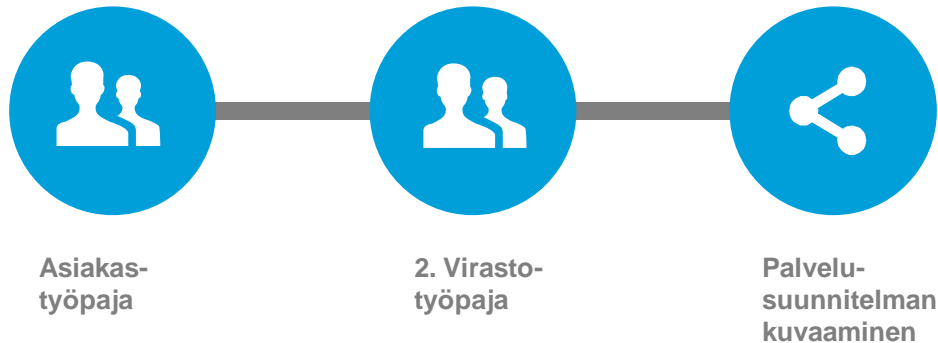 Asiakas-
työpaja
2. Virasto-
työpaja
Palvelu-
suunnitelman
kuvaaminen